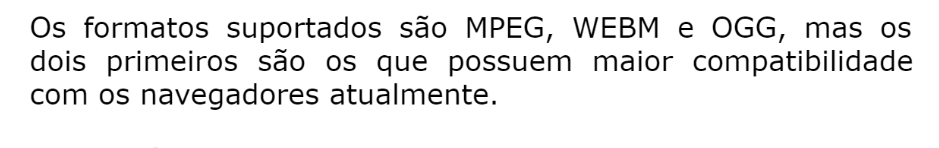 Os formatos suportados são MPEG, WEBM e OGG, mas os
dois primeiros são os que possuem maior compatibilidade
com os navegadores atualmente.